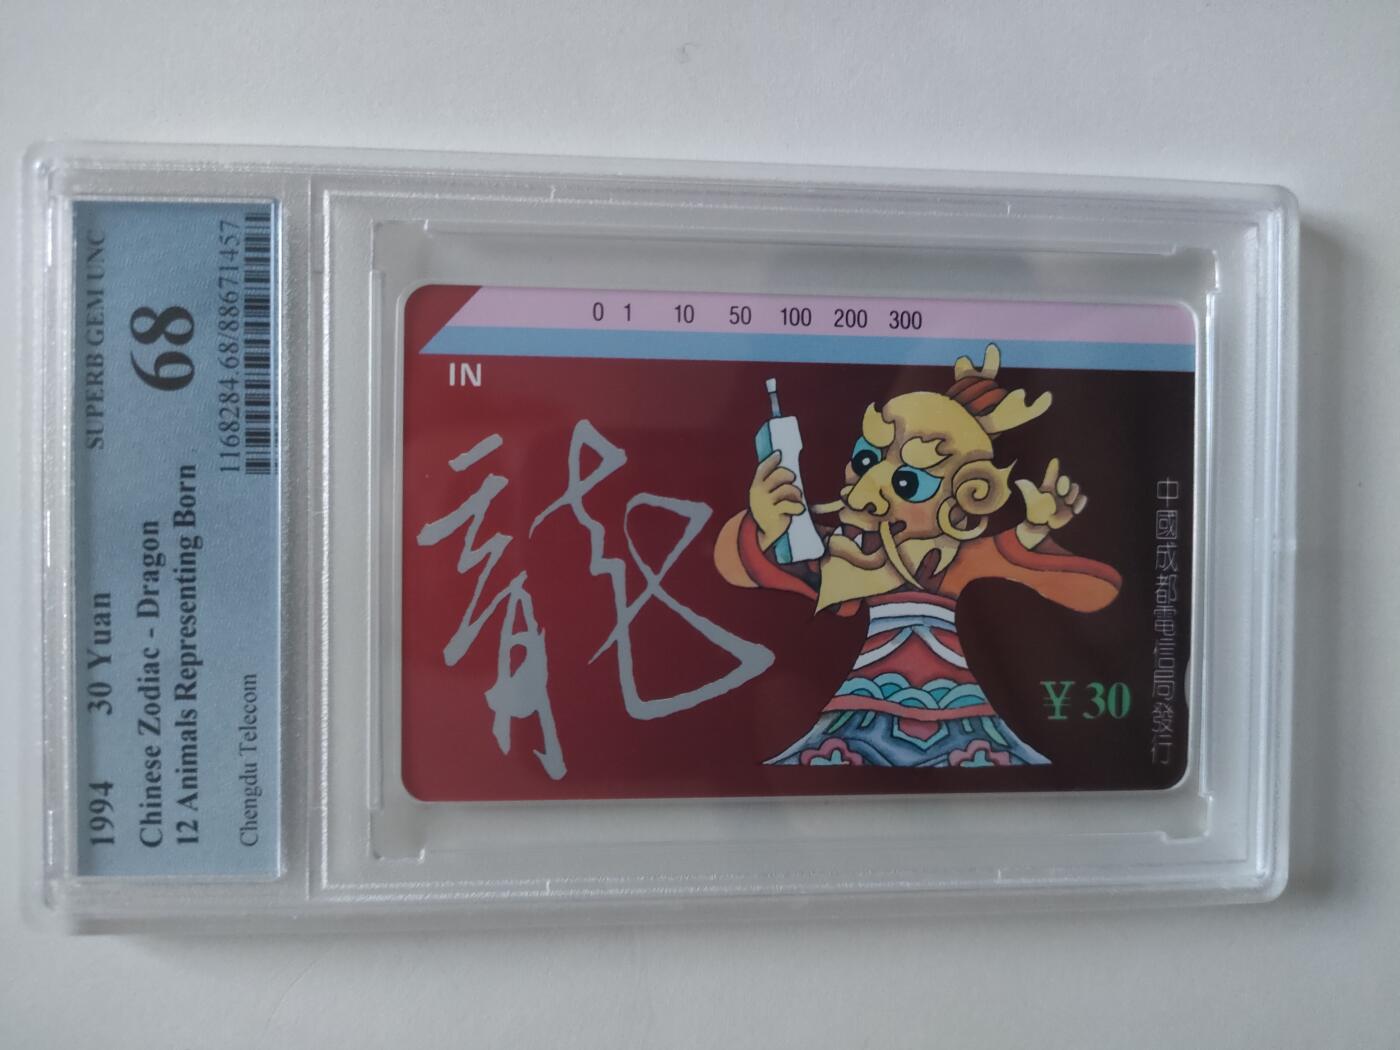 1994 30 Yuan SUPERB GEM UNC
Chinese Zodiac - Dragon 68
12 Animals Representing Born
Chengdu Telecom 1168284.68/88671457
0 1 10 50 100 200 300
IN
龍
¥30
中國成都電信局發行